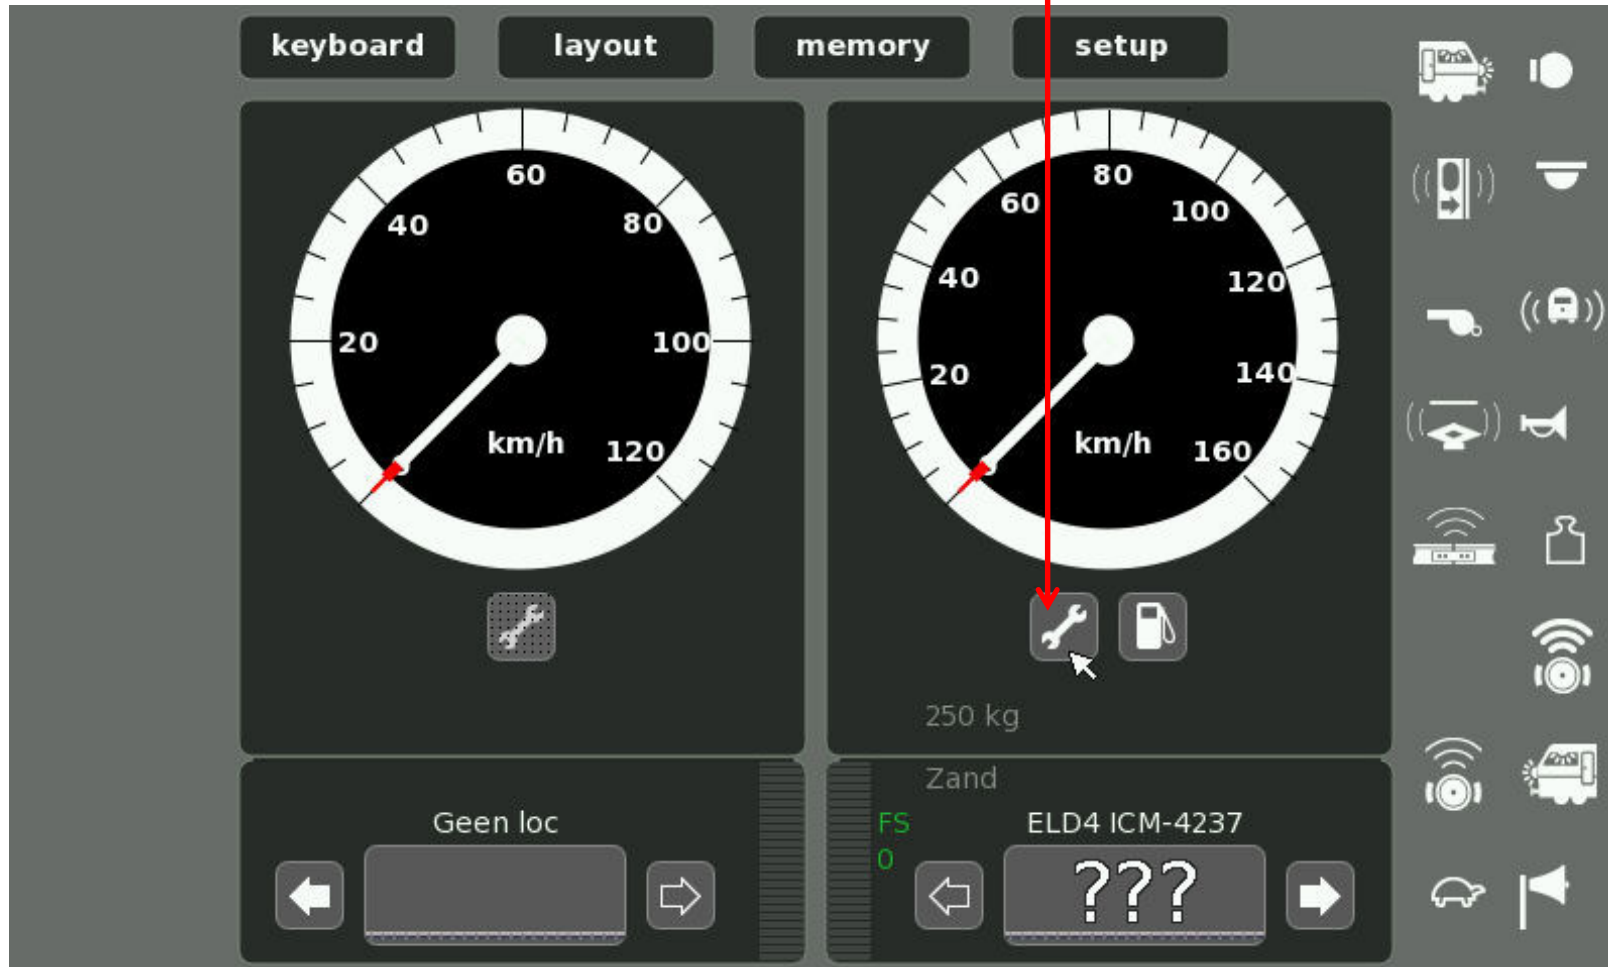 keyboard layout memory setup
60
40 80
20 100
km/h
120
80
60 100
40 120
20 140
km/h
160
250 kg
Zand
Geen loc
FS
0
ELD4 ICM-4237
???